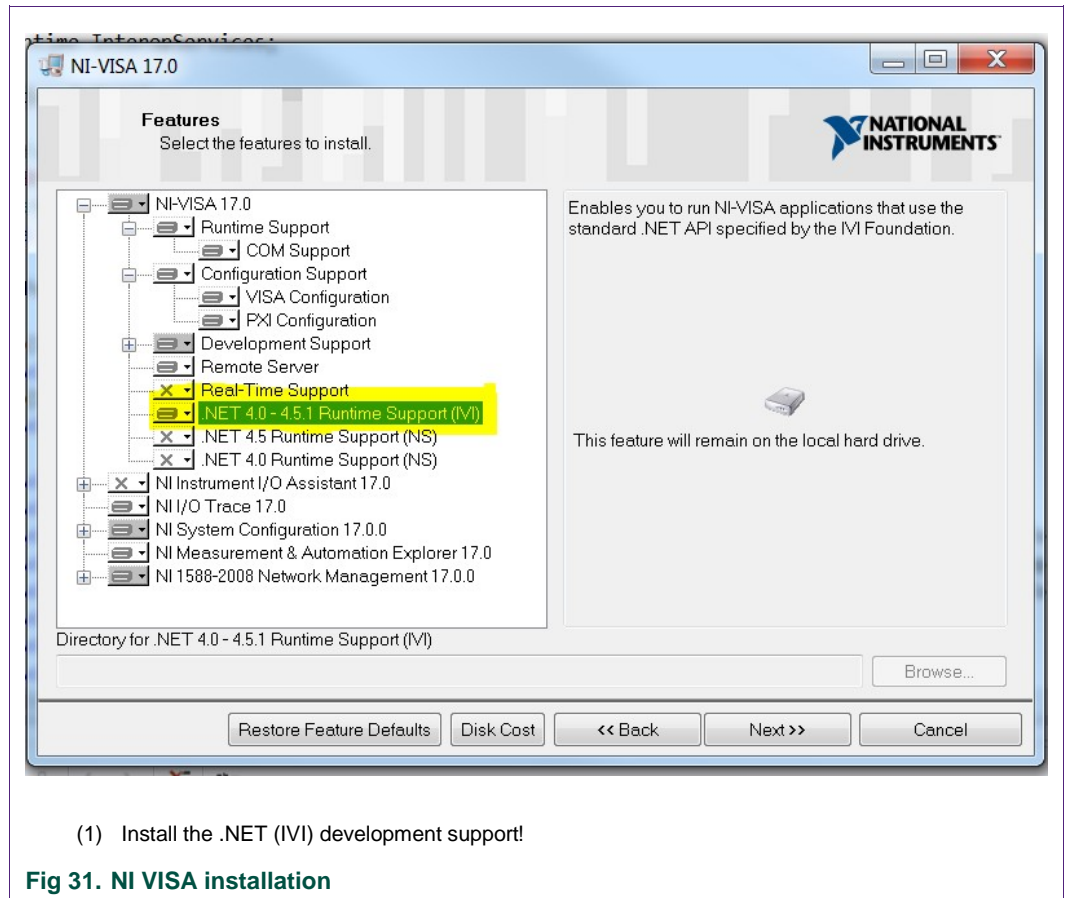 ntime InteropServices;
NI-VISA 17.0
Features
Select the features to install.
NATIONAL
INSTRUMENTS
NI-VISA 17.0
Runtime Support
COM Support
Configuration Support
VISA Configuration
PXI Configuration
Development Support
Remote Server
Real-Time Support
.NET 4.0 - 4.5.1 Runtime Support (IVI)
.NET 4.5 Runtime Support (NS)
.NET 4.0 Runtime Support (NS)
NI Instrument I/O Assistant 17.0
NI I/O Trace 17.0
NI System Configuration 17.0.0
NI Measurement & Automation Explorer 17.0
NI 1588-2008 Network Management 17.0.0
Enables you to run NI-VISA applications that use the
standard .NET API specified by the IVI Foundation.
This feature will remain on the local hard drive.
Directory for .NET 4.0 - 4.5.1 Runtime Support (IVI)
Browse...
Restore Feature Defaults
Disk Cost
<< Back
Next >>
Cancel
(1) Install the .NET (IVI) development support!
Fig 31. NI VISA installation